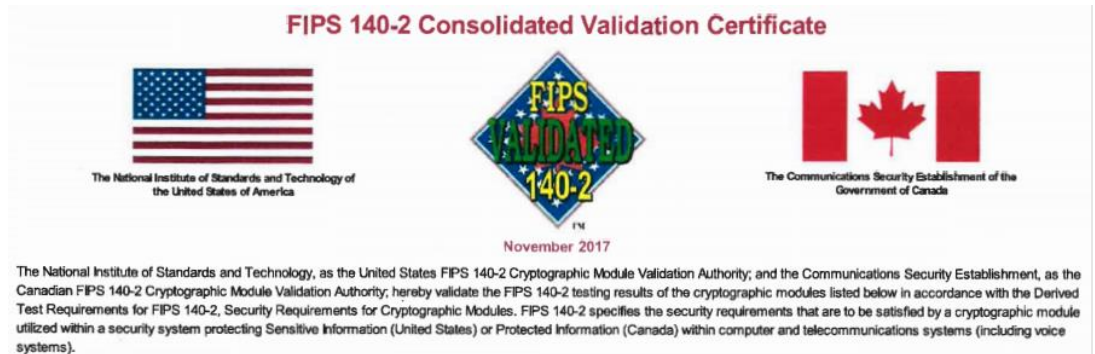 FIPS 140-2 Consolidated Validation Certificate
FIPS
VALIDATED
140-2
TM
The National Institute of Standards and Technology of
the United States of America
The Communications Security Establishment of the
Government of Canada
November 2017
The National Institute of Standards and Technology, as the United States FIPS 140-2 Cryptographic Module Validation Authority; and the Communications Security Establishment, as the
Canadian FIPS 140-2 Cryptographic Module Validation Authority; hereby validate the FIPS 140-2 testing results of the cryptographic modules listed below in accordance with the Derived
Test Requirements for FIPS 140-2, Security Requirements for Cryptographic Modules. FIPS 140-2 specifies the security requirements that are to be satisfied by a cryptographic module
utilized within a security system protecting Sensitive Information (United States) or Protected Information (Canada) within computer and telecommunications systems (including voice
systems).